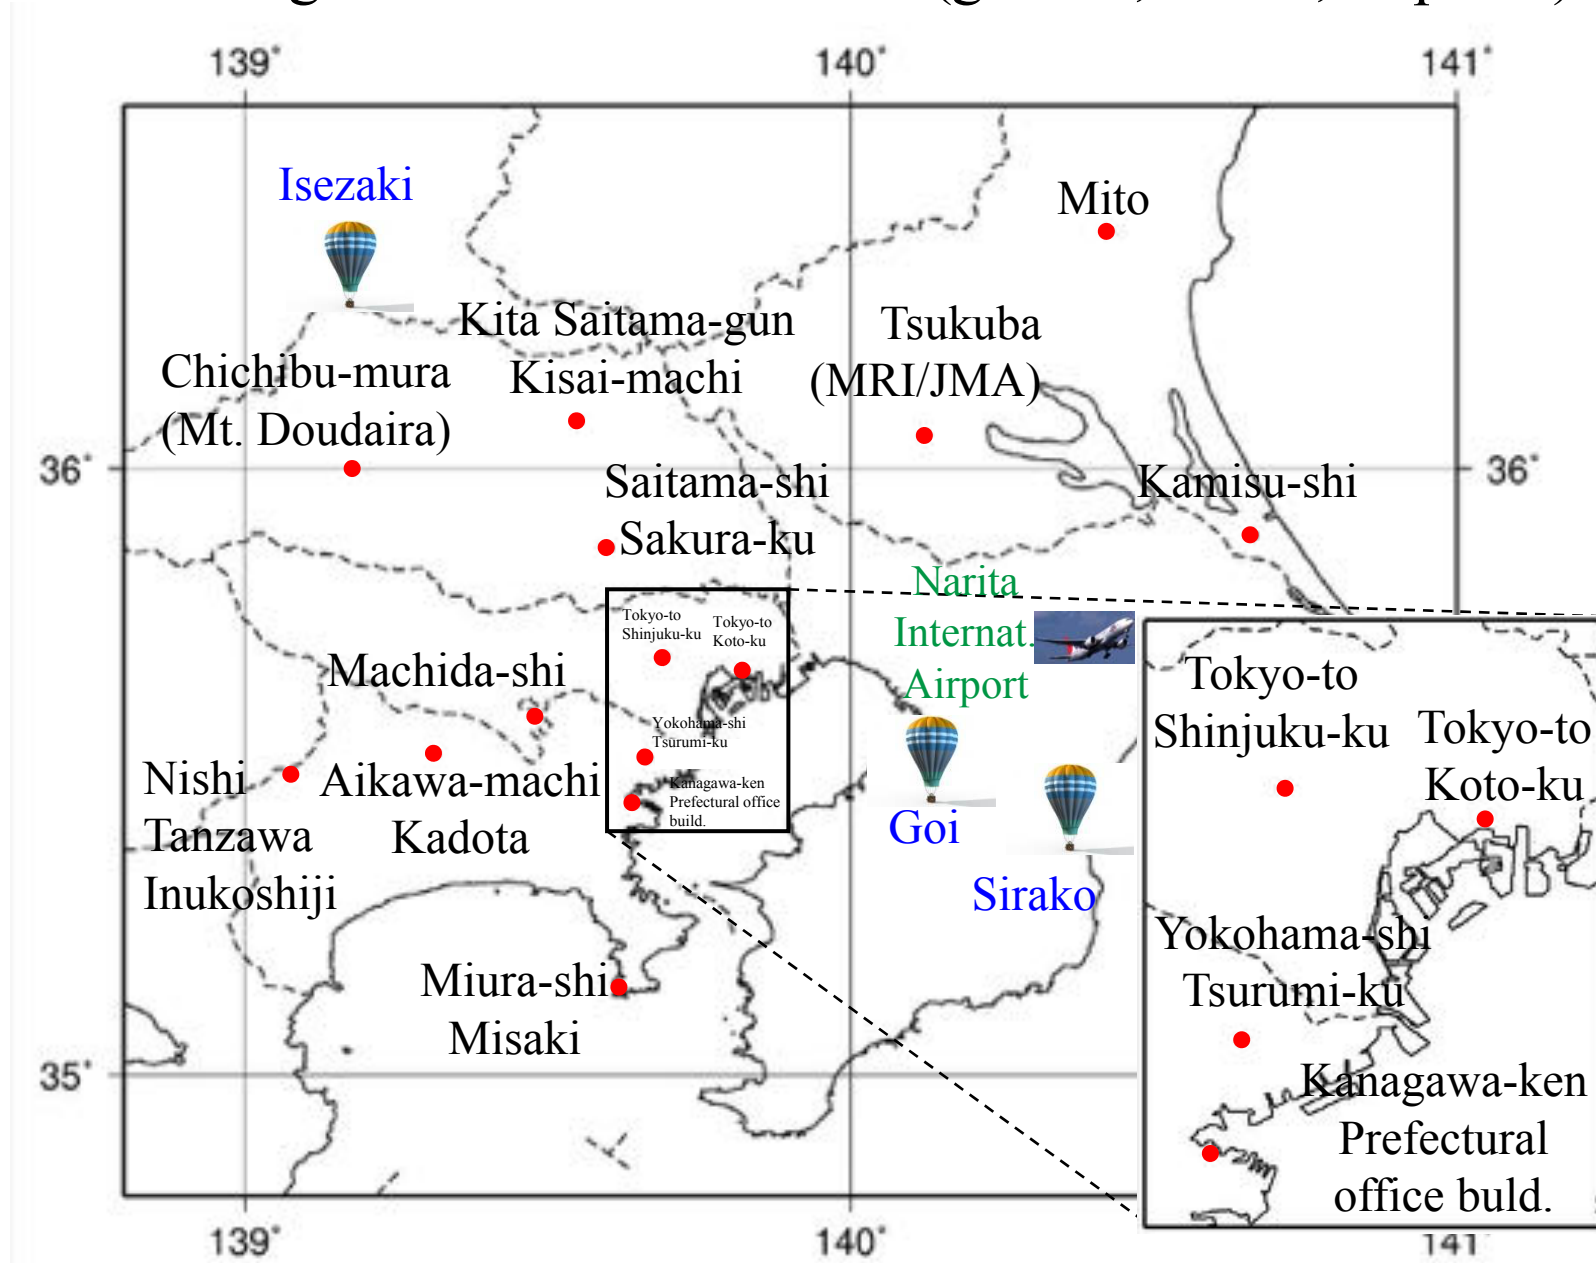 139°
140°
141°
Isezaki
Mito
Kita Saitama-gun
Kisai-machi
Tsukuba
(MRI/JMA)
Chichibu-mura
(Mt. Doudaira)
36°
36°
Saitama-shi
Sakura-ku
Kamisu-shi
Narita
Internat.
Airport
Tokyo-to
Shinjuku-ku
Tokyo-to
Koto-ku
Machida-shi
Yokohama-shi
Tsurumi-ku
Kanagawa-ken
Prefectural office
build.
Nishi
Tanzawa
Inukoshiji
Aikawa-machi
Kadota
Goi
Sirako
Miura-shi
Misaki
35°
Tokyo-to
Shinjuku-ku
Tokyo-to
Koto-ku
Yokohama-shi
Tsurumi-ku
Kanagawa-ken
Prefectural
office buld.
139°
140°
141°